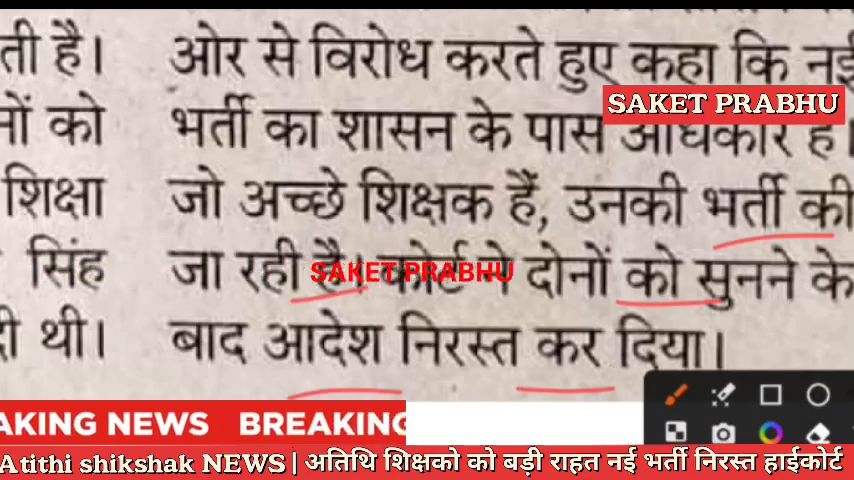 ती है। ओर से विरोध करते हुए कहा कि नई
SAKET PRABHU
को भर्ती का शासन के पास अधिकार है।
शिक्षा जो अच्छे शिक्षक हैं, उनकी भर्ती की
सिंह जा रही है। कोर्ट ने दोनों को सुनने के
SAKET PRABHU
दी थी। बाद आदेश निरस्त कर दिया।
AKING NEWS BREAKING
Atithi shikshak NEWS | अतिथि शिक्षको को बड़ी राहत नई भर्ती निरस्त हाईकोर्ट